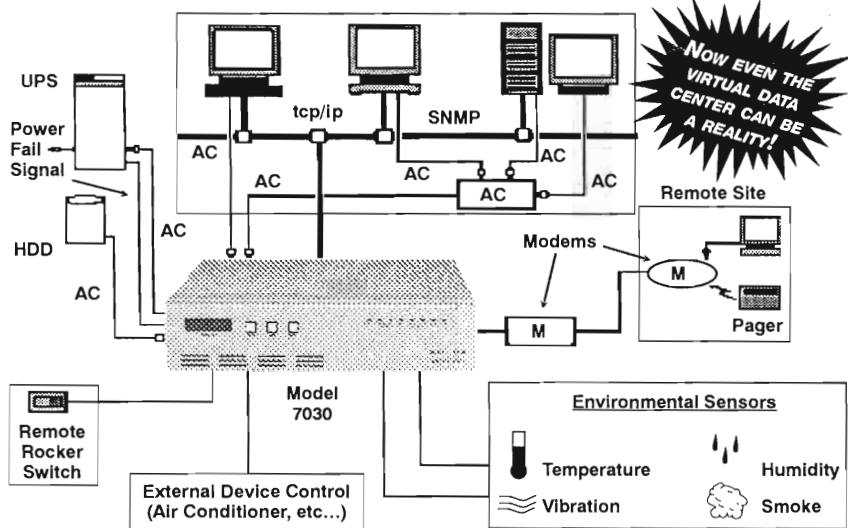 NOW EVEN THE
VIRTUAL DATA
CENTER CAN BE
A REALITY!
UPS
tcp/ip
SNMP
Power
Fail
Signal
AC
AC
AC
AC
AC
AC
Remote Site
HDD
AC
AC
Modems
M
M
Pager
Model
7030
Remote
Rocker
Switch
Environmental Sensors
Temperature
Humidity
Vibration
Smoke
External Device Control
(Air Conditioner, etc...)